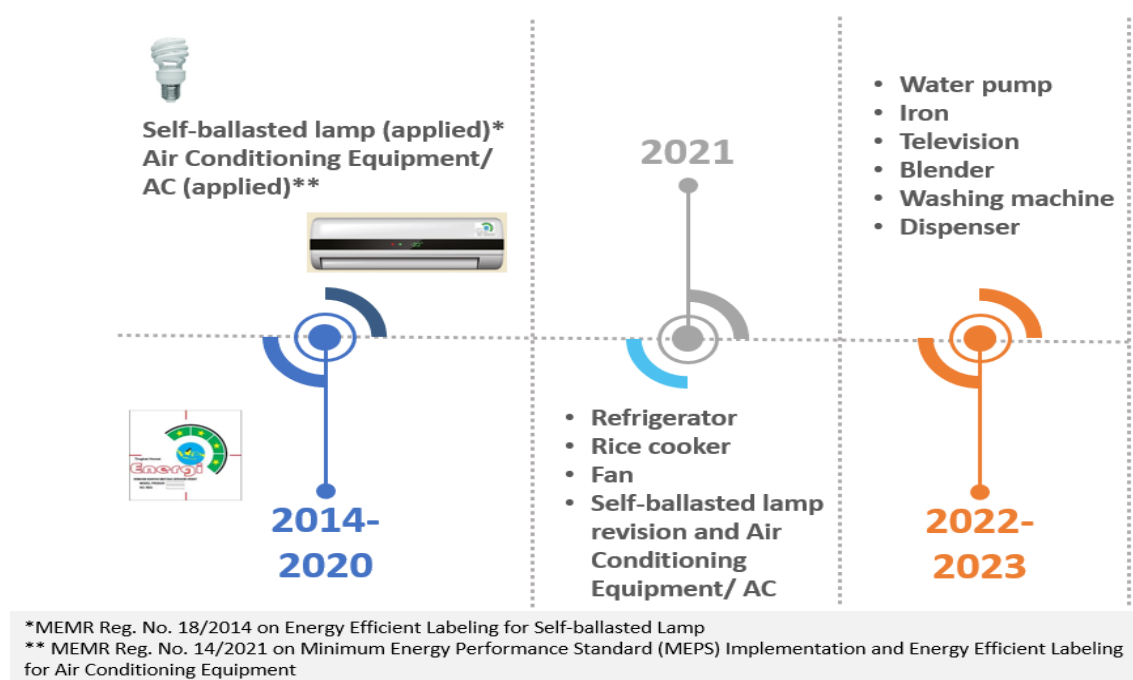 Self-ballasted lamp (applied)*
Air Conditioning Equipment/
AC (applied)**
Energi
2014-
2020
2021
• Refrigerator
• Rice cooker
• Fan
• Self-ballasted lamp
revision and Air
Conditioning
Equipment/ AC
• Water pump
• Iron
• Television
• Blender
• Washing machine
• Dispenser
2022-
2023
*MEMR Reg. No. 18/2014 on Energy Efficient Labeling for Self-ballasted Lamp
** MEMR Reg. No. 14/2021 on Minimum Energy Performance Standard (MEPS) Implementation and Energy Efficient Labeling
for Air Conditioning Equipment